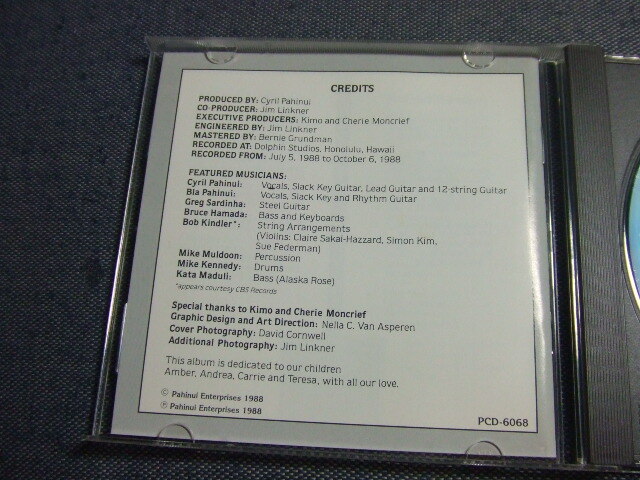 CREDITS
PRODUCED BY: Cyril Pahinui
CO-PRODUCER: Jim Linkner
EXECUTIVE PRODUCERS: Kimo and Cherie Moncrief
ENGINEERED BY: Jim Linkner
MASTERED BY: Bernie Grundman
RECORDED AT: Dolphin Studios, Honolulu, Hawaii
RECORDED FROM: July 5, 1988 to October 6, 1988
FEATURED MUSICIANS:
Cyril Pahinui: Vocals, Slack Key Guitar, Lead Guitar and 12-string Guitar
Bla Pahinui: Vocals, Slack Key and Rhythm Guitar
Greg Sardinha: Steel Guitar
Bruce Hamada: Bass and Keyboards
Bob Kindler*: String Arrangements
(Violins: Claire Sakai-Hazzard, Simon Kim,
Sue Federman)
Mike Muldoon: Percussion
Mike Kennedy: Drums
Kata Maduli: Bass (Alaska Rose)
*appears courtesy CBS Records
Special thanks to Kimo and Cherie Moncrief
Graphic Design and Art Direction: Nella C. Van Asperen
Cover Photography: David Cornwell
Additional Photography: Jim Linkner
This album is dedicated to our children
Amber, Andrea, Carrie and Teresa, with all our love.
© Pahinui Enterprises 1988
℗ Pahinui Enterprises 1988
PCD-6068